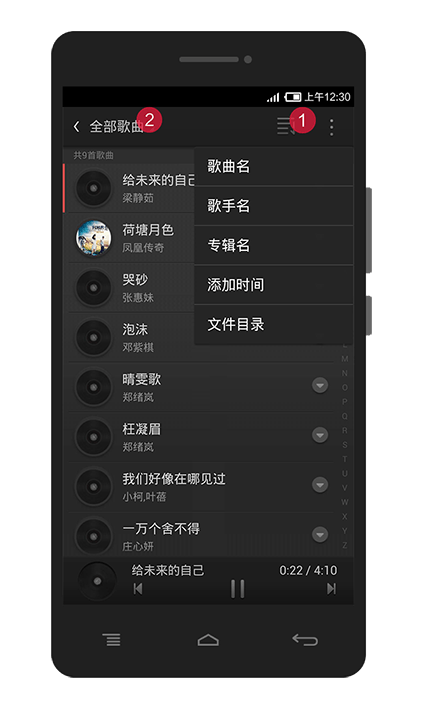 上午12:30
全部歌曲
2
1
共9首歌曲
给未来的自己
梁静茹
荷塘月色
凤凰传奇
哭砂
张惠妹
泡沫
邓紫棋
晴雯歌
郑绪岚
枉凝眉
郑绪岚
我们好像在哪见过
小柯,叶蓓
一万个舍不得
庄心妍
歌曲名
歌手名
专辑名
添加时间
文件目录
M
N
O
P
Q
R
S
T
U
V
W
X
Y
Z
给未来的自己
0:22 / 4:10